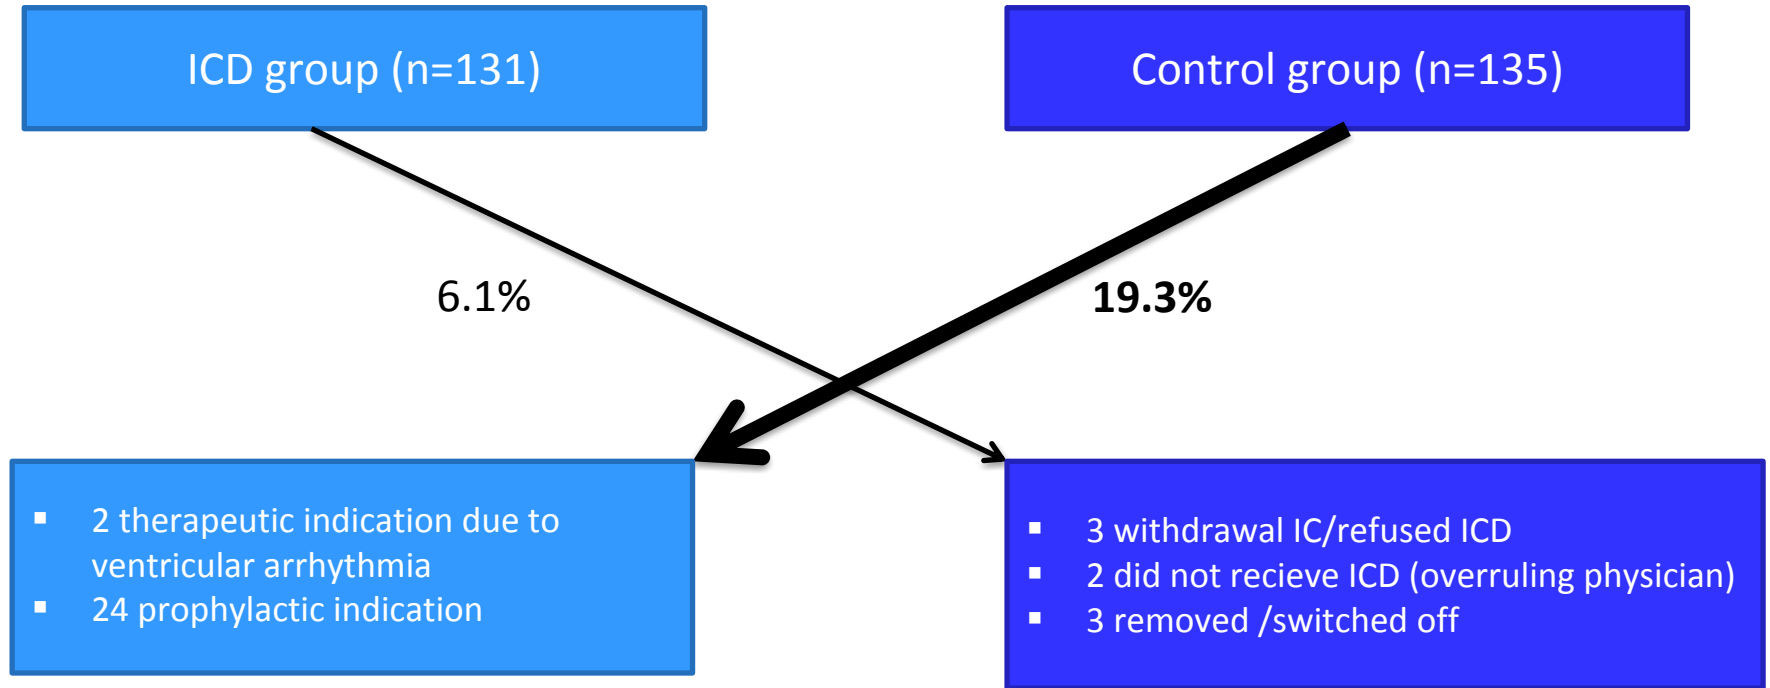 ICD group (n=131)
Control group (n=135)
6.1%
19.3%
▪ 2 therapeutic indication due to
ventricular arrhythmia
▪ 24 prophylactic indication
▪ 3 withdrawal IC/refused ICD
▪ 2 did not recieve ICD (overruling physician)
▪ 3 removed /switched off